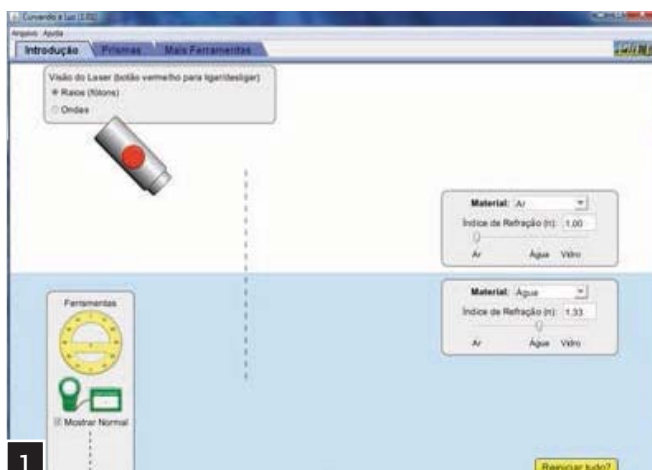 Curvando a Luz (1.01)
Arquivo Ajuda
Introdução Prismas Mais Ferramentas
Visão do Laser (botão vermelho para ligar/desligar)
Raios (fótons)
Ondas
Material: Ar
Índice de Refração (n): 1,00
Ar Água Vidro
Material: Água
Índice de Refração (n): 1,33
Ar Água Vidro
Ferramentas
Mostrar Normal
1
Reiniciar tudo?